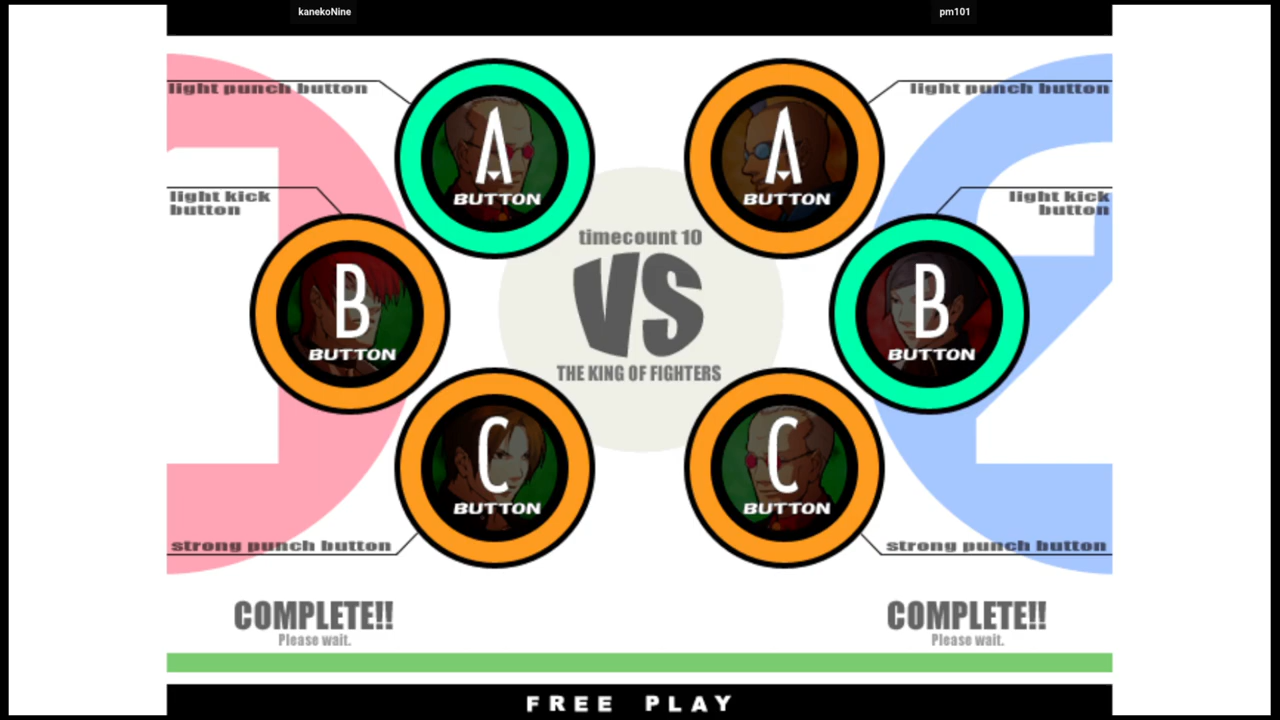 kanekoNine
pm101
light punch button
light punch button
A
BUTTON
A
BUTTON
light kick
button
light kick
button
timecount 10
VS
THE KING OF FIGHTERS
B
BUTTON
B
BUTTON
C
BUTTON
C
BUTTON
strong punch button
strong punch button
COMPLETE!!
Please wait.
COMPLETE!!
Please wait.
FREE PLAY